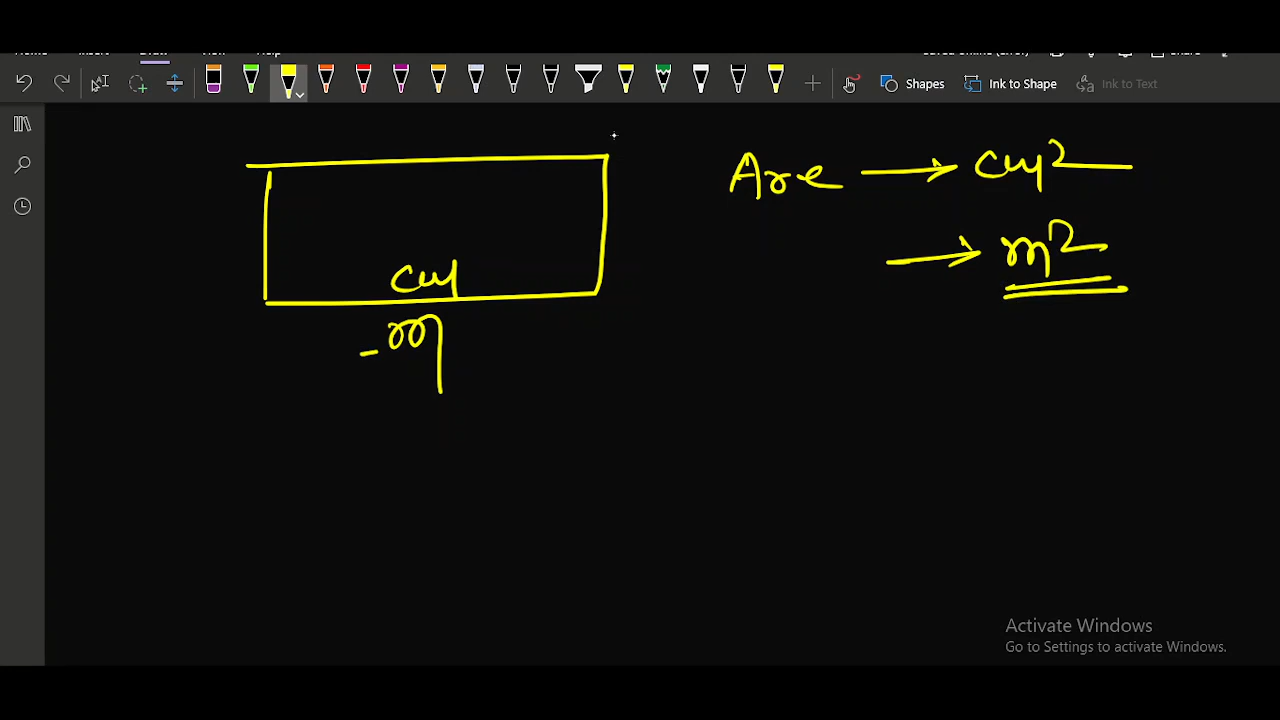 Shapes Ink to Shape Ink to Text
Are → cm²
cm
→ m²
m
Activate Windows
Go to Settings to activate Windows.